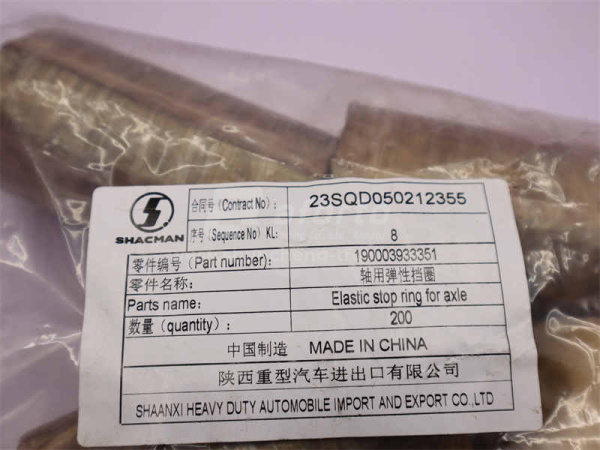 SHACMAN
合同号 (Contract No): 23SQD050212355
序号 (Sequence No) KL: 8
零件编号 (Part number): 190003933351
零件名称: 轴用弹性挡圈
Parts name: Elastic stop ring for axle
数量 (quantity): 200
中国制造 MADE IN CHINA
陕西重型汽车进出口有限公司
SHAANXI HEAVY DUTY AUTOMOBILE IMPORT AND EXPORT CO.,LTD